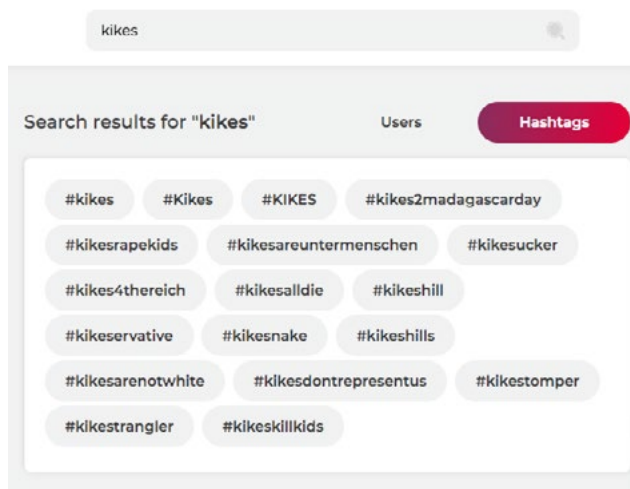 kikes
Search results for "kikes" Users Hashtags
#kikes #Kikes #KIKES #kikes2madagascarday
#kikesrapekids #kikesareuntermenschen #kikesucker
#kikes4thereich #kikesalldie #kikeshill
#kikeservative #kikesnake #kikeshills
#kikesarenotwhite #kikesdontrepresentus #kikestomper
#kikestrangler #kikeskillkids